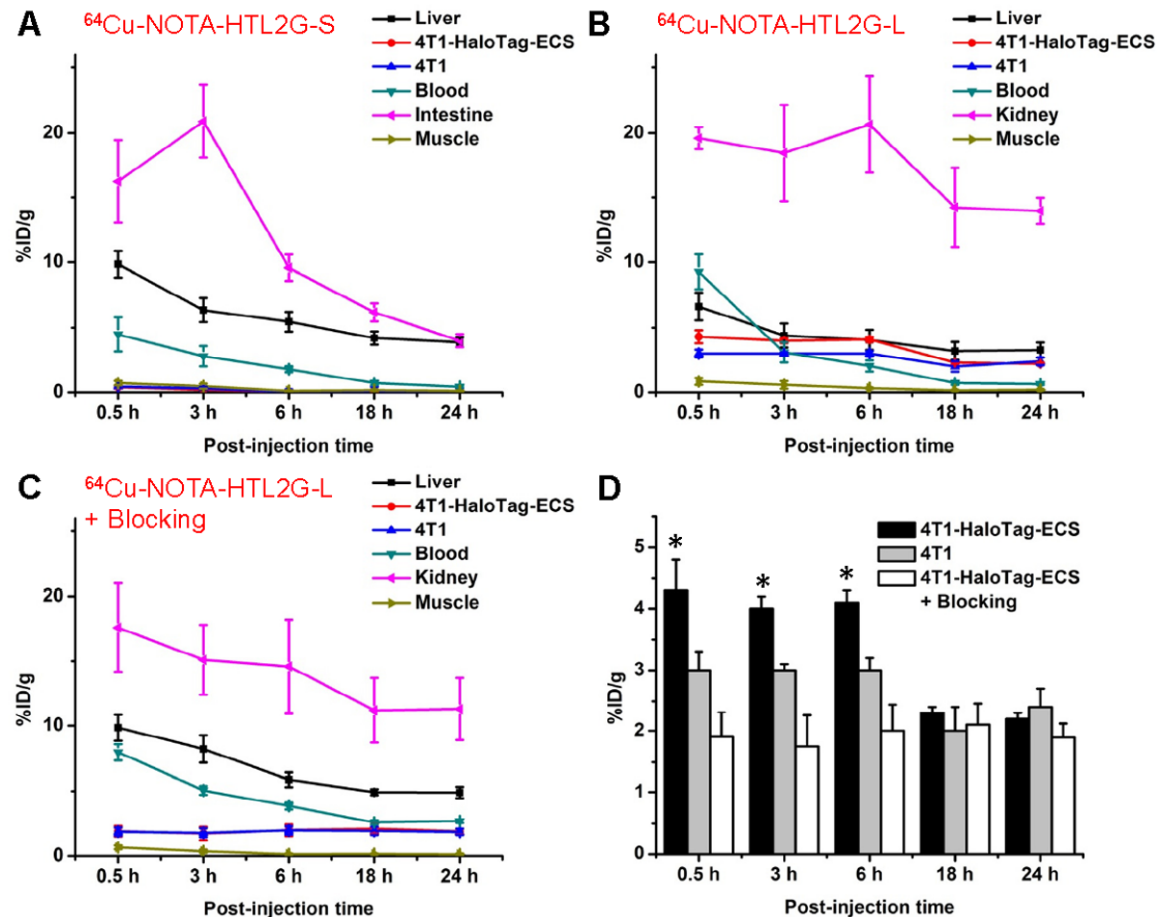 A
⁶⁴Cu-NOTA-HTL2G-S
Liver
4T1-HaloTag-ECS
4T1
Blood
Intestine
Muscle
%ID/g
20
10
0
0.5 h 3 h 6 h 18 h 24 h
Post-injection time
B
⁶⁴Cu-NOTA-HTL2G-L
Liver
4T1-HaloTag-ECS
4T1
Blood
Kidney
Muscle
%ID/g
20
10
0
0.5 h 3 h 6 h 18 h 24 h
Post-injection time
C
⁶⁴Cu-NOTA-HTL2G-L
+ Blocking
Liver
4T1-HaloTag-ECS
4T1
Blood
Kidney
Muscle
%ID/g
20
10
0
0.5 h 3 h 6 h 18 h 24 h
Post-injection time
D
4T1-HaloTag-ECS
4T1
4T1-HaloTag-ECS
+ Blocking
* * *
%ID/g
5
4
3
2
1
0
0.5 h 3 h 6 h 18 h 24 h
Post-injection time